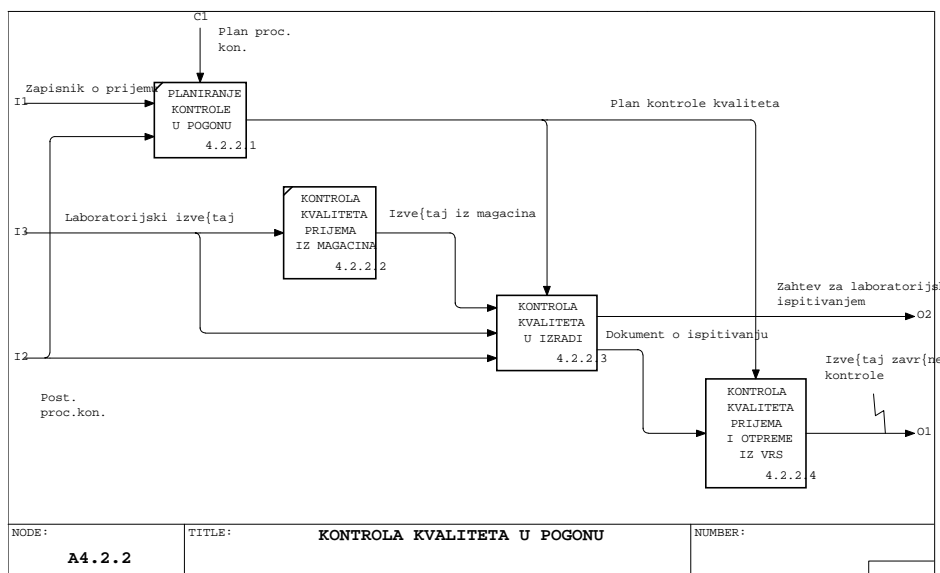 C1
Plan proc.
kon.
Zapisnik o prijemu
I1
PLANIRANJE
KONTROLE
U POGONU
4.2.2.1
Plan kontrole kvaliteta
Laboratorijski izve{taj
I3
KONTROLA
KVALITETA
PRIJEMA
IZ MAGACINA
4.2.2.2
Izve{taj iz magacina
KONTROLA
KVALITETA
U IZRADI
4.2.2.3
Zahtev za laboratorijsk
ispitivanjem
O2
Dokument o ispitivanju
I2
Post.
proc.kon.
Izve{taj zavr{ne
kontrole
O1
KONTROLA
KVALITETA
PRIJEMA
I OTPREME
IZ VRS
4.2.2.4
NODE:
A4.2.2
TITLE:
KONTROLA KVALITETA U POGONU
NUMBER: